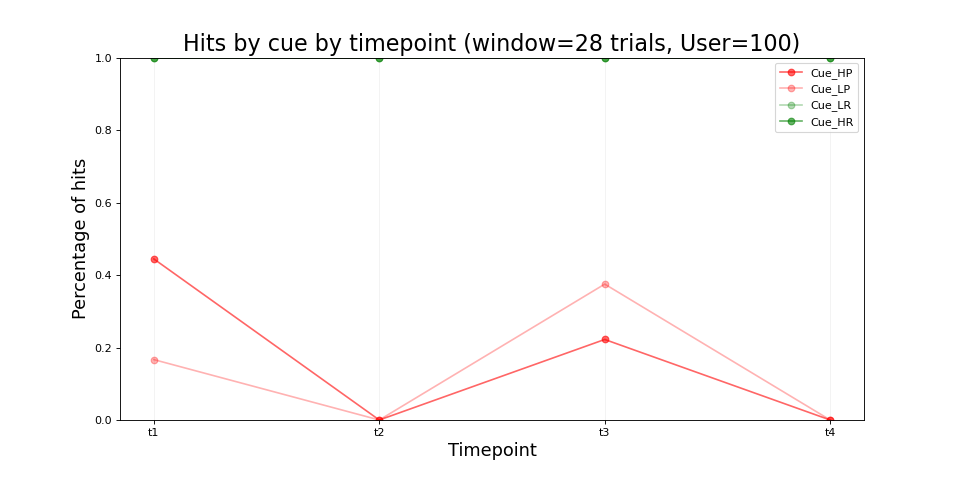 Hits by cue by timepoint (window=28 trials, User=100)
Percentage of hits
1.0
0.8
0.6
0.4
0.2
0.0
Cue_HP
Cue_LP
Cue_LR
Cue_HR
t1 t2 t3 t4
Timepoint